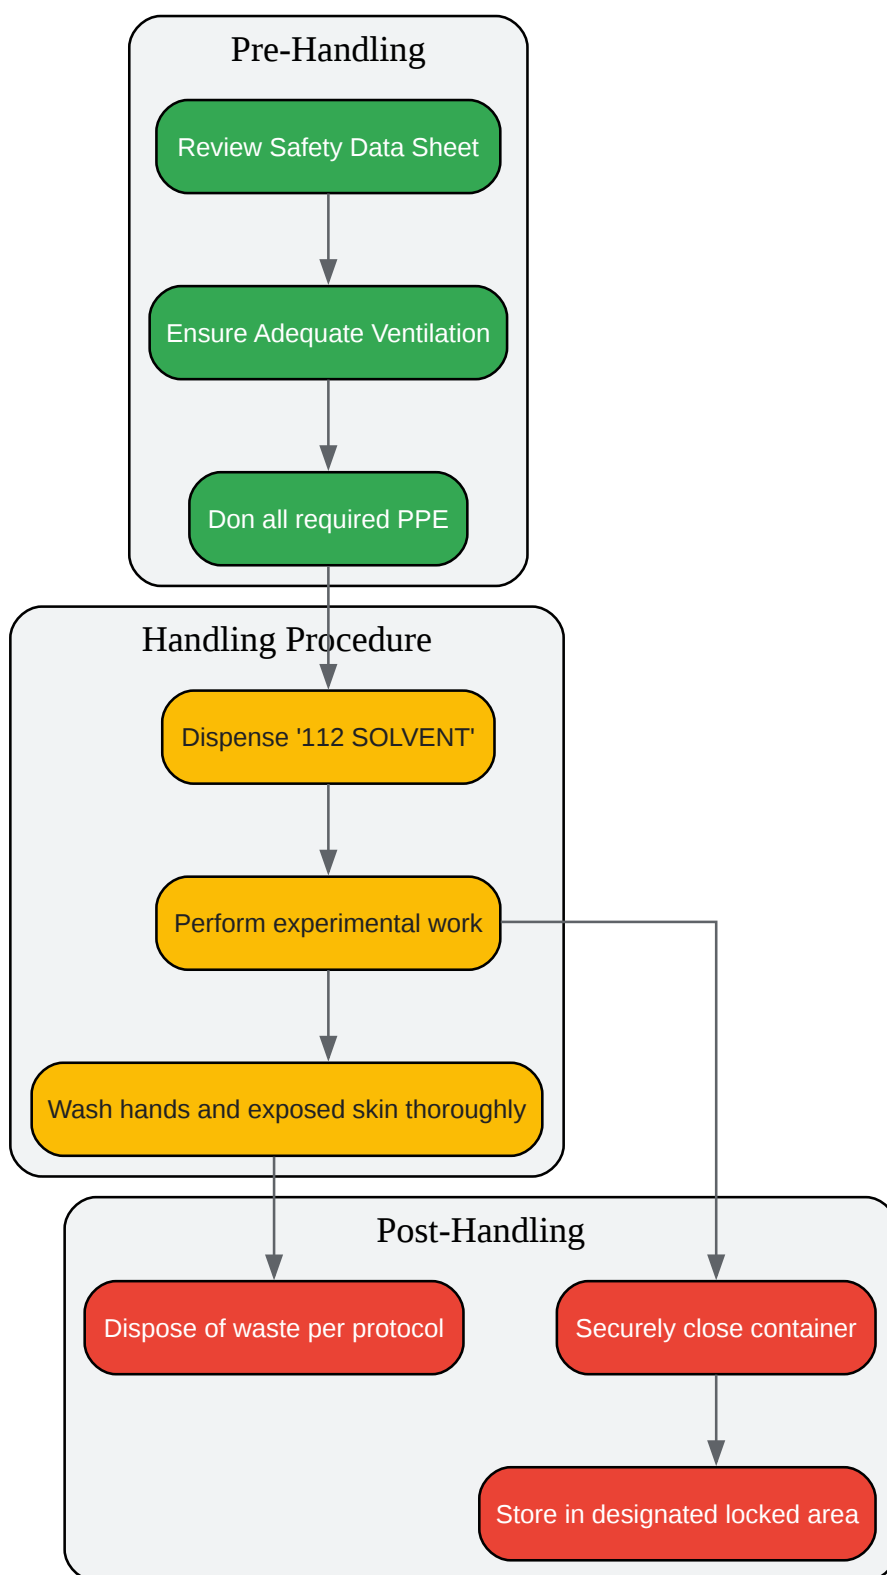 Pre-Handling
Review Safety Data Sheet
Ensure Adequate Ventilation
Don all required PPE
Handling Procedure
Dispense '112 SOLVENT'
Perform experimental work
Wash hands and exposed skin thoroughly
Post-Handling
Dispose of waste per protocol
Securely close container
Store in designated locked area